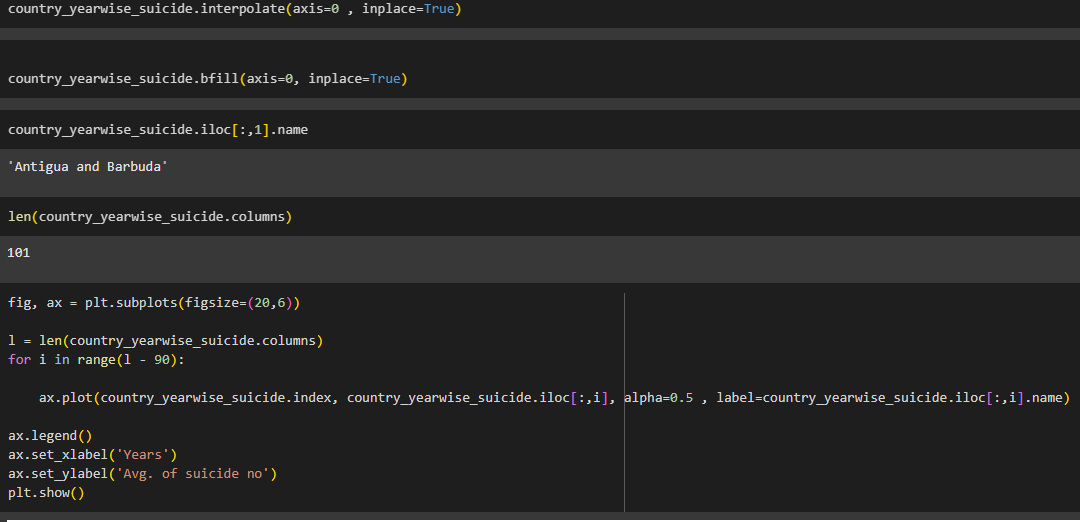 country_yearwise_suicide.interpolate(axis=0 , inplace=True)
country_yearwise_suicide.bfill(axis=0, inplace=True)
country_yearwise_suicide.iloc[:,1].name
'Antigua and Barbuda'
len(country_yearwise_suicide.columns)
101
fig, ax = plt.subplots(figsize=(20,6))
l = len(country_yearwise_suicide.columns)
for i in range(l - 90):
    ax.plot(country_yearwise_suicide.index, country_yearwise_suicide.iloc[:,i], alpha=0.5 , label=country_yearwise_suicide.iloc[:,i].name)
ax.legend()
ax.set_xlabel('Years')
ax.set_ylabel('Avg. of suicide no')
plt.show()